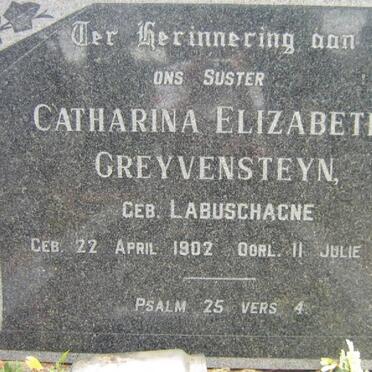 Ter Herinnering aan
ONS SUSTER
CATHARINA ELIZABETH
GREYVENSTEYN,
GEB. LABUSCHAGNE
GEB. 22 APRIL 1902 OORL. 11 JULIE
PSALM 25 VERS 4